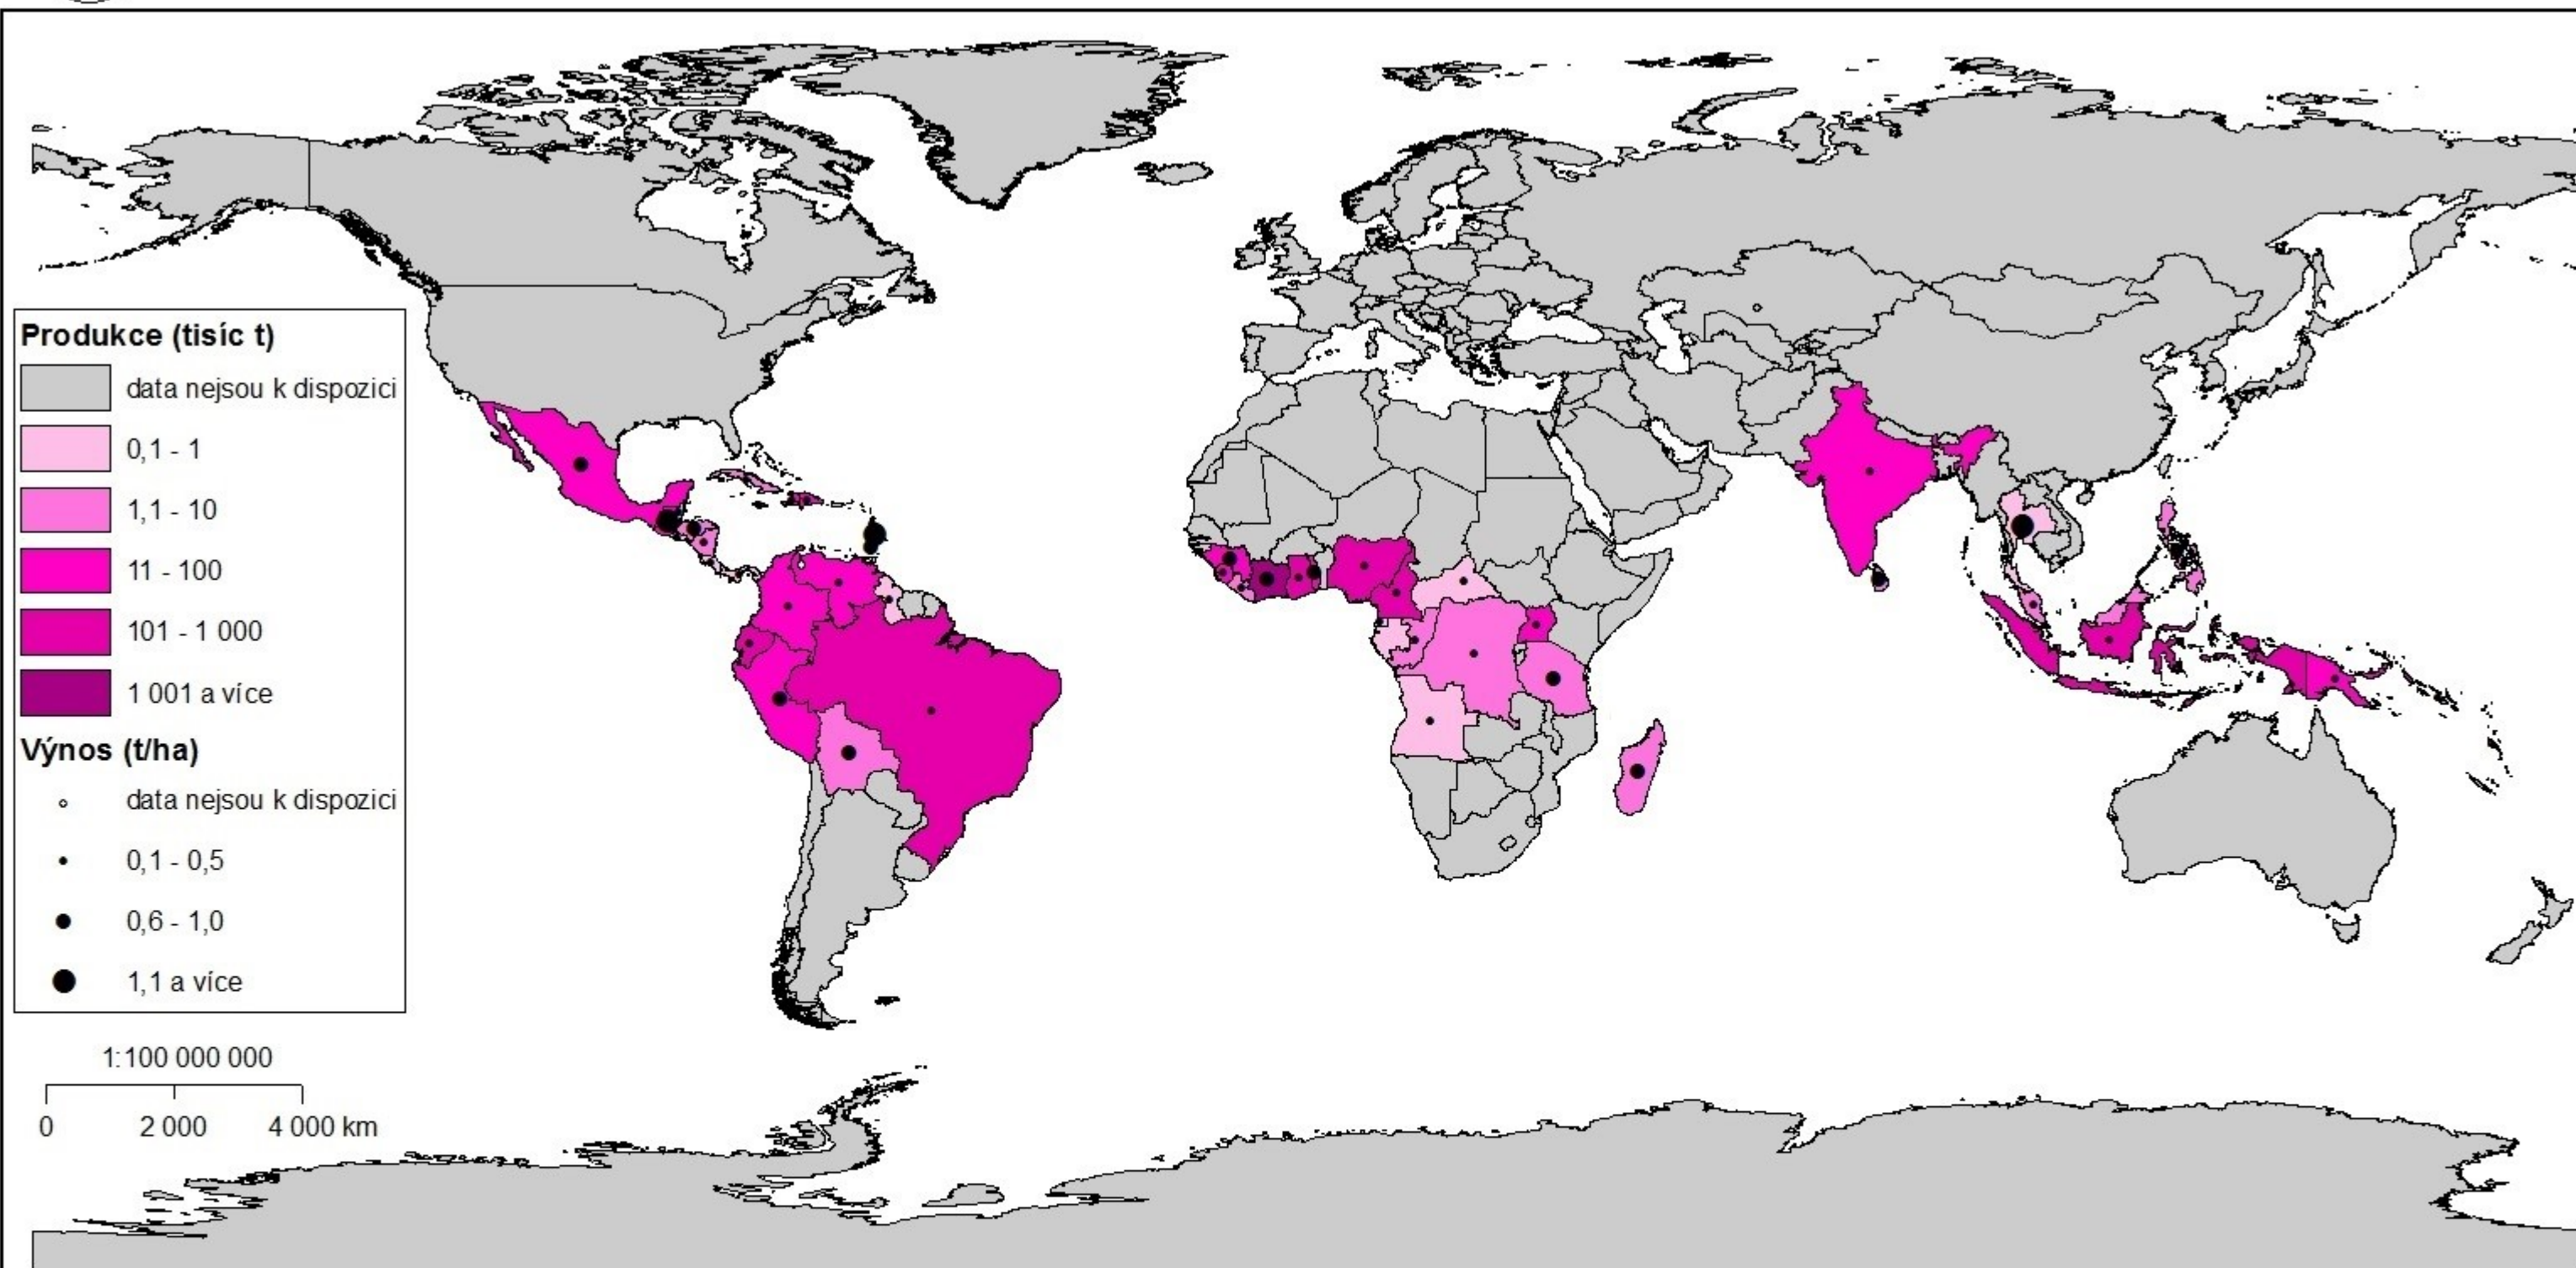 Produkce (tisíc t)
data nejsou k dispozici
0,1 - 1
1,1 - 10
11 - 100
101 - 1 000
1 001 a více
Výnos (t/ha)
data nejsou k dispozici
0,1 - 0,5
0,6 - 1,0
1,1 a více
1:100 000 000
0 2 000 4 000 km